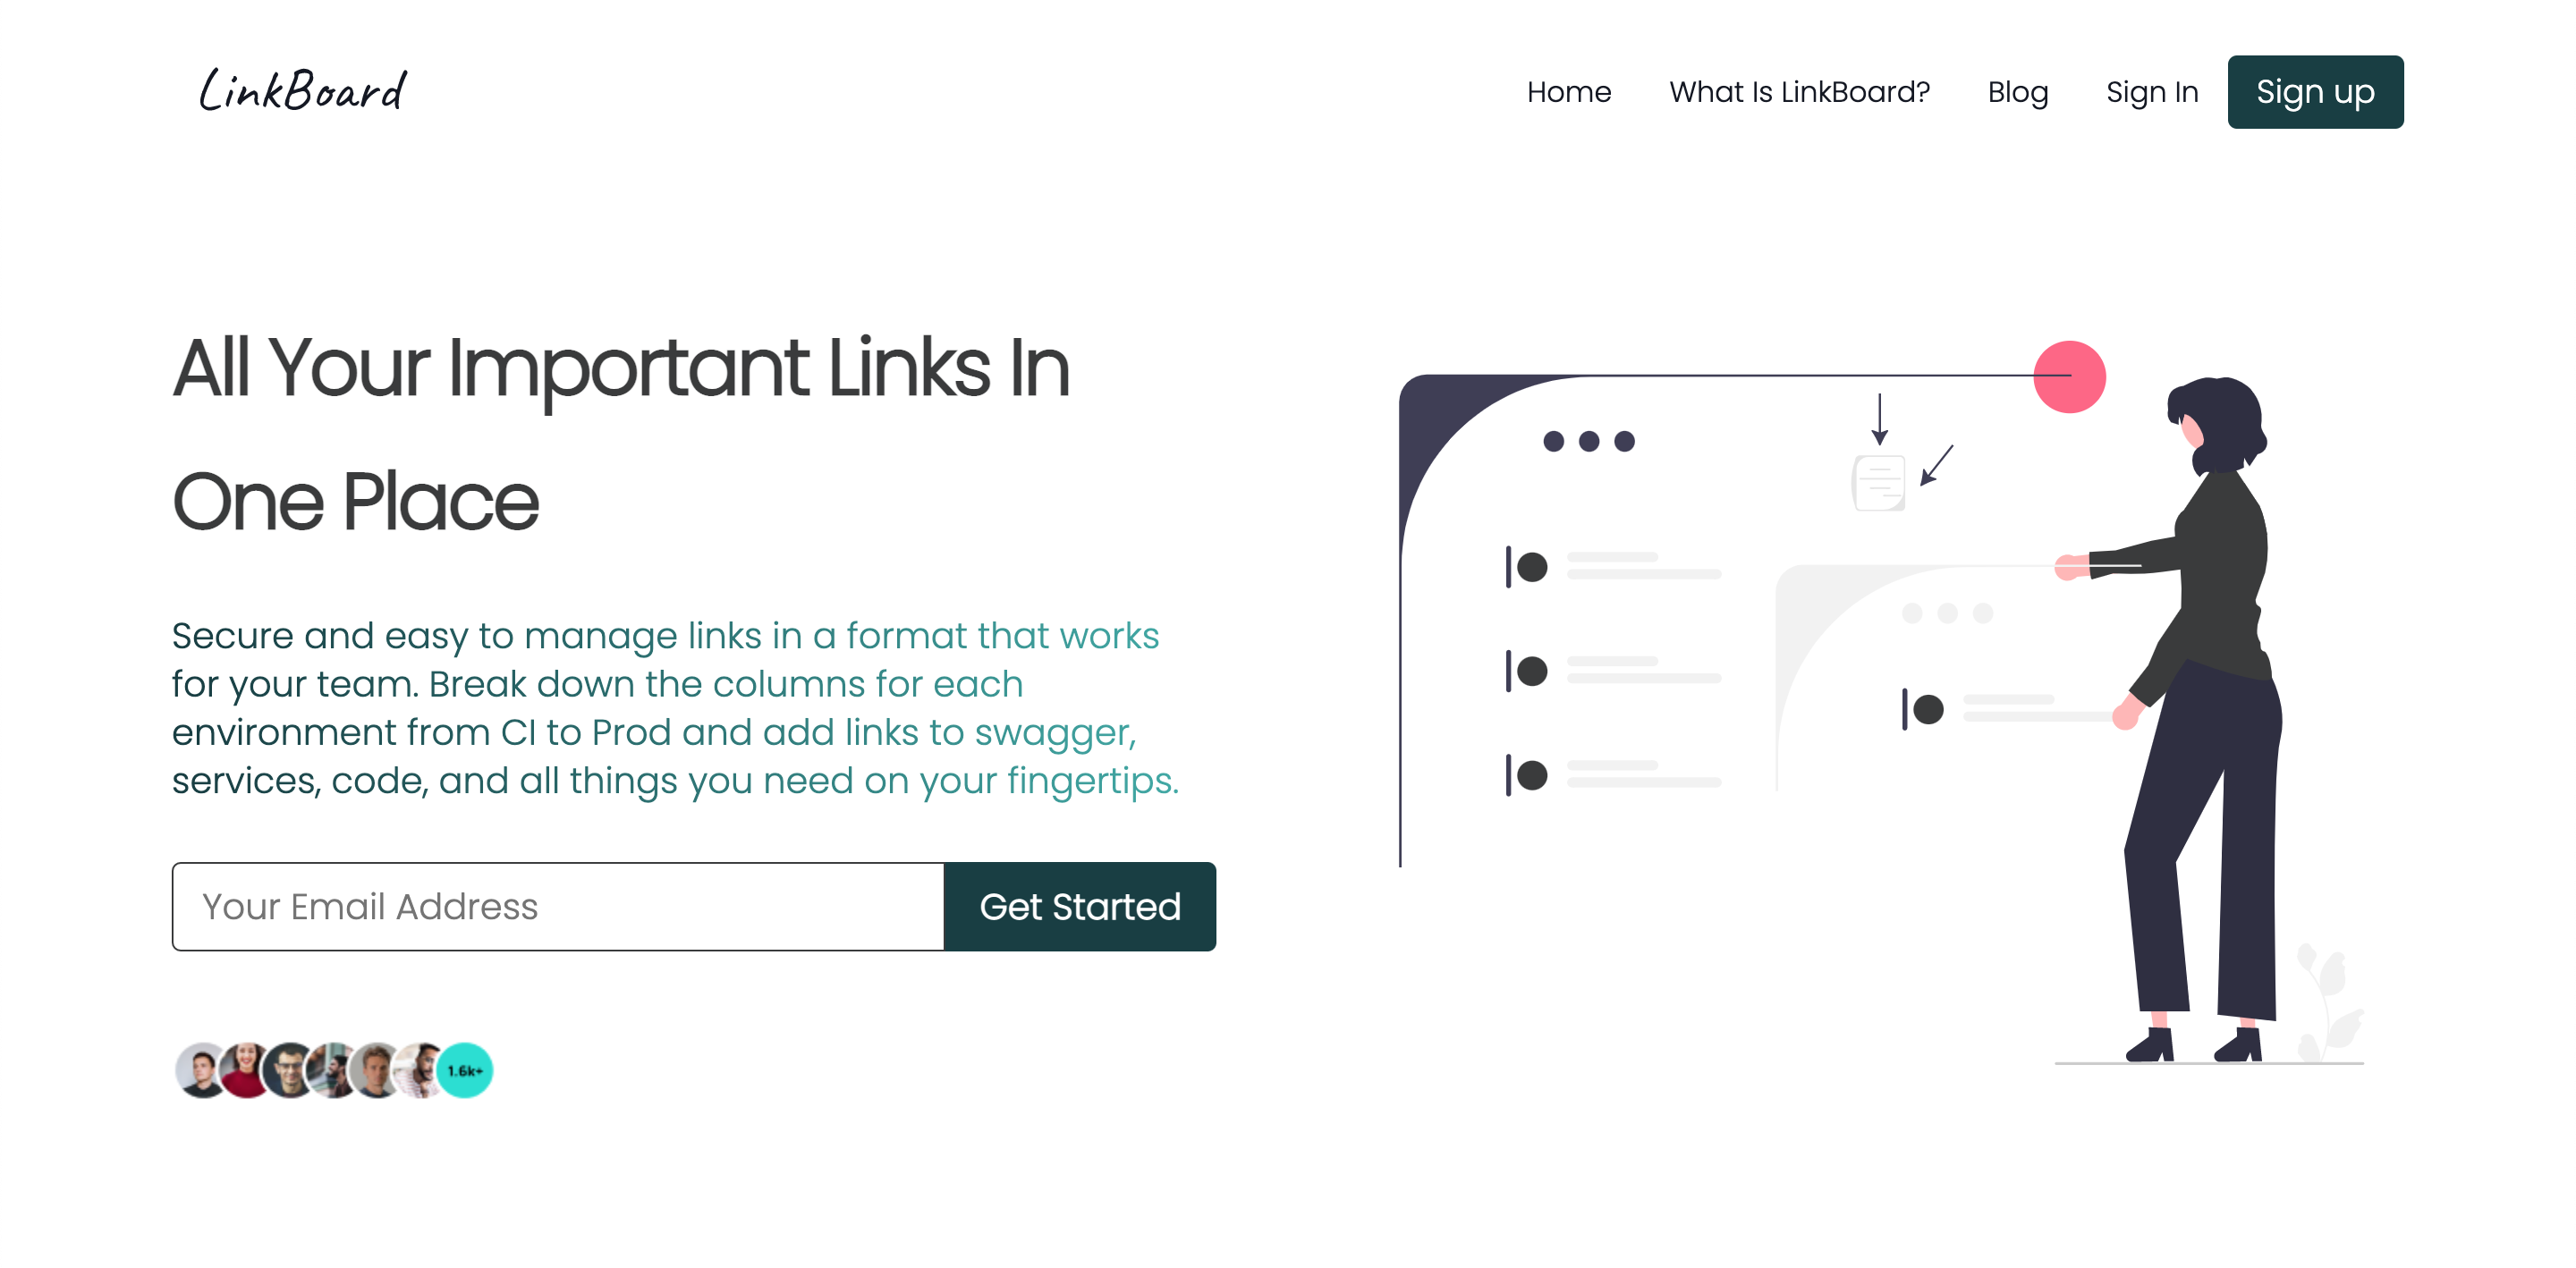 LinkBoard
Home
What Is LinkBoard?
Blog
Sign In
Sign up
All Your Important Links In
One Place
Secure and easy to manage links in a format that works
for your team. Break down the columns for each
environment from CI to Prod and add links to swagger,
services, code, and all things you need on your fingertips.
Your Email Address
Get Started
1.6k+